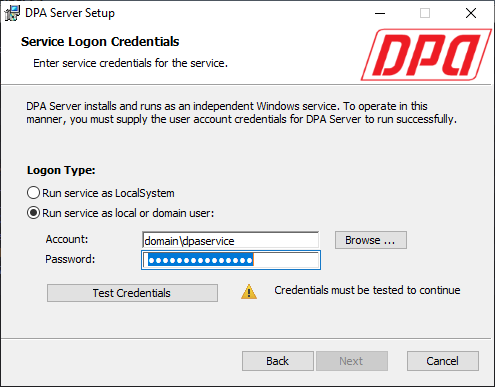 DPA Server Setup
Service Logon Credentials
Enter service credentials for the service.
DPA
DPA Server installs and runs as an independent Windows service. To operate in this
manner, you must supply the user account credentials for DPA Server to run successfully.
Logon Type:
Run service as LocalSystem
Run service as local or domain user:
Account:
domain\dpaservice
Browse ...
Password:
Test Credentials
Credentials must be tested to continue
Back
Next
Cancel